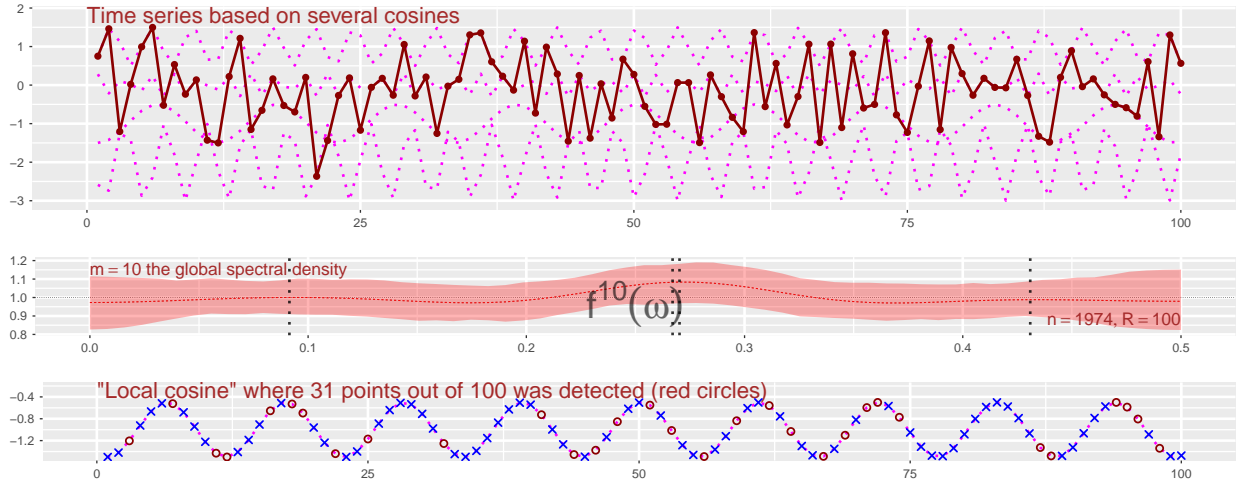 Time series based on several cosines
2
1
0
−1
−2
−3
0 25 50 75 100
m = 10 the global spectral density
1.2
1.1
1.0
0.9
0.8
f¹⁰(ω)
n = 1974, R = 100
0.0 0.1 0.2 0.3 0.4 0.5
"Local cosine" where 31 points out of 100 was detected (red circles)
−0.4
−0.8
−1.2
0 25 50 75 100